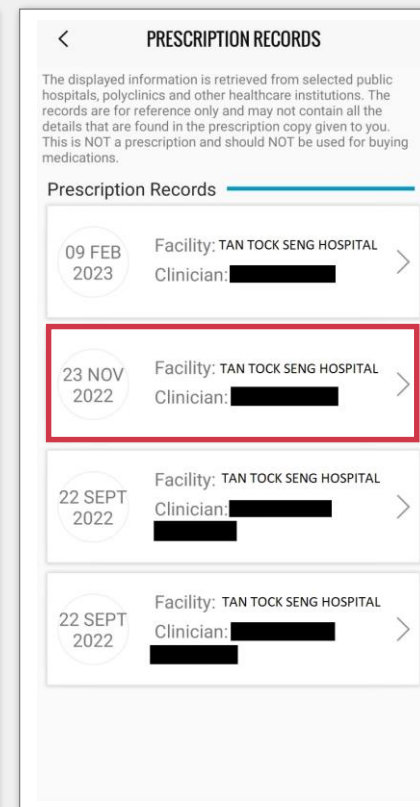 PRESCRIPTION RECORDS
The displayed information is retrieved from selected public
hospitals, polyclinics and other healthcare institutions. The
records are for reference only and may not contain all the
details that are found in the prescription copy given to you.
This is NOT a prescription and should NOT be used for buying
medications.
Prescription Records
09 FEB
2023
Facility: TAN TOCK SENG HOSPITAL
Clinician:
23 NOV
2022
Facility: TAN TOCK SENG HOSPITAL
Clinician:
22 SEPT
2022
Facility: TAN TOCK SENG HOSPITAL
Clinician:
22 SEPT
2022
Facility: TAN TOCK SENG HOSPITAL
Clinician: